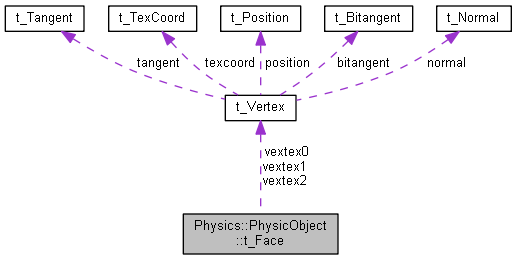 t_Tangent
t_TexCoord
t_Position
t_Bitangent
t_Normal
tangent
texcoord
position
bitangent
normal
t_Vertex
vextex0
vextex1
vextex2
Physics::PhysicObject
::t_Face